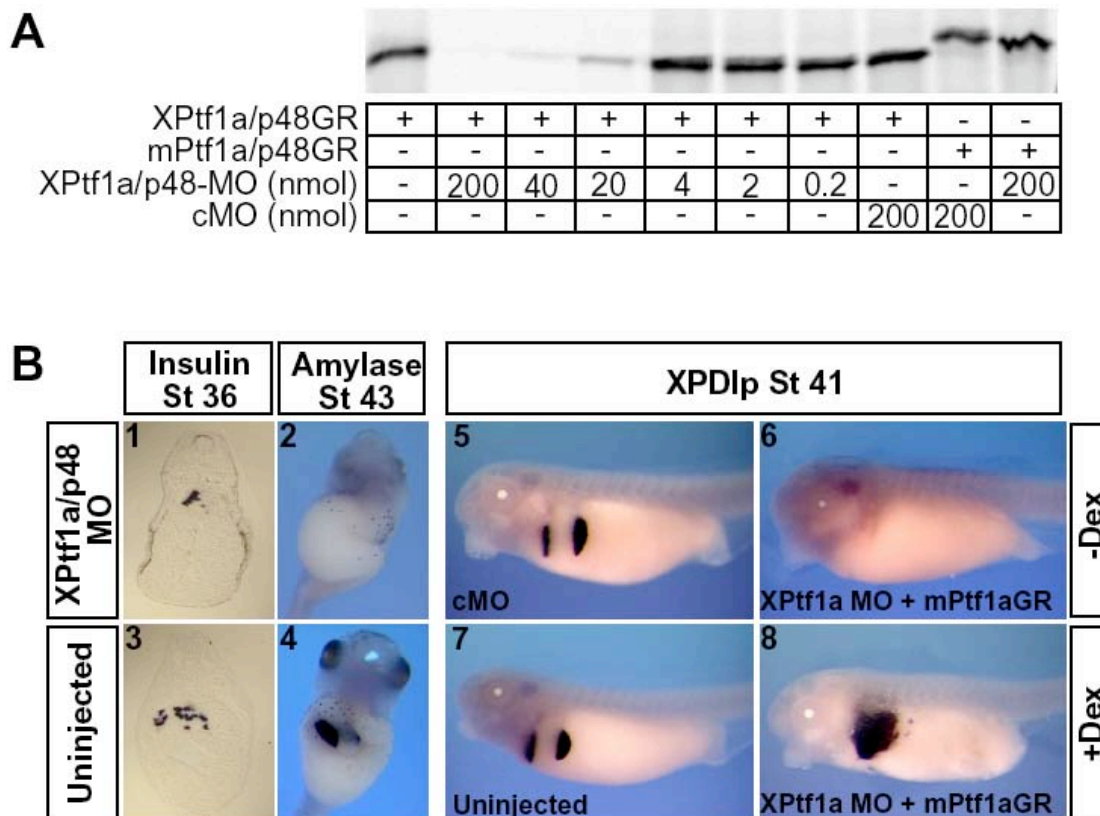 A
XPtf1a/p48GR + + + + + + + + - -
mPtf1a/p48GR - - - - - - - - + +
XPtf1a/p48-MO (nmol) - 200 40 20 4 2 0.2 - - 200
cMO (nmol) - - - - - - - 200 200 -
B
Insulin
St 36
Amylase
St 43
XPDIp St 41
XPtf1a/p48
MO
1
2
5
cMO
6
XPtf1a MO + mPtf1aGR
-Dex
Uninjected
3
4
7
Uninjected
8
XPtf1a MO + mPtf1aGR
+Dex